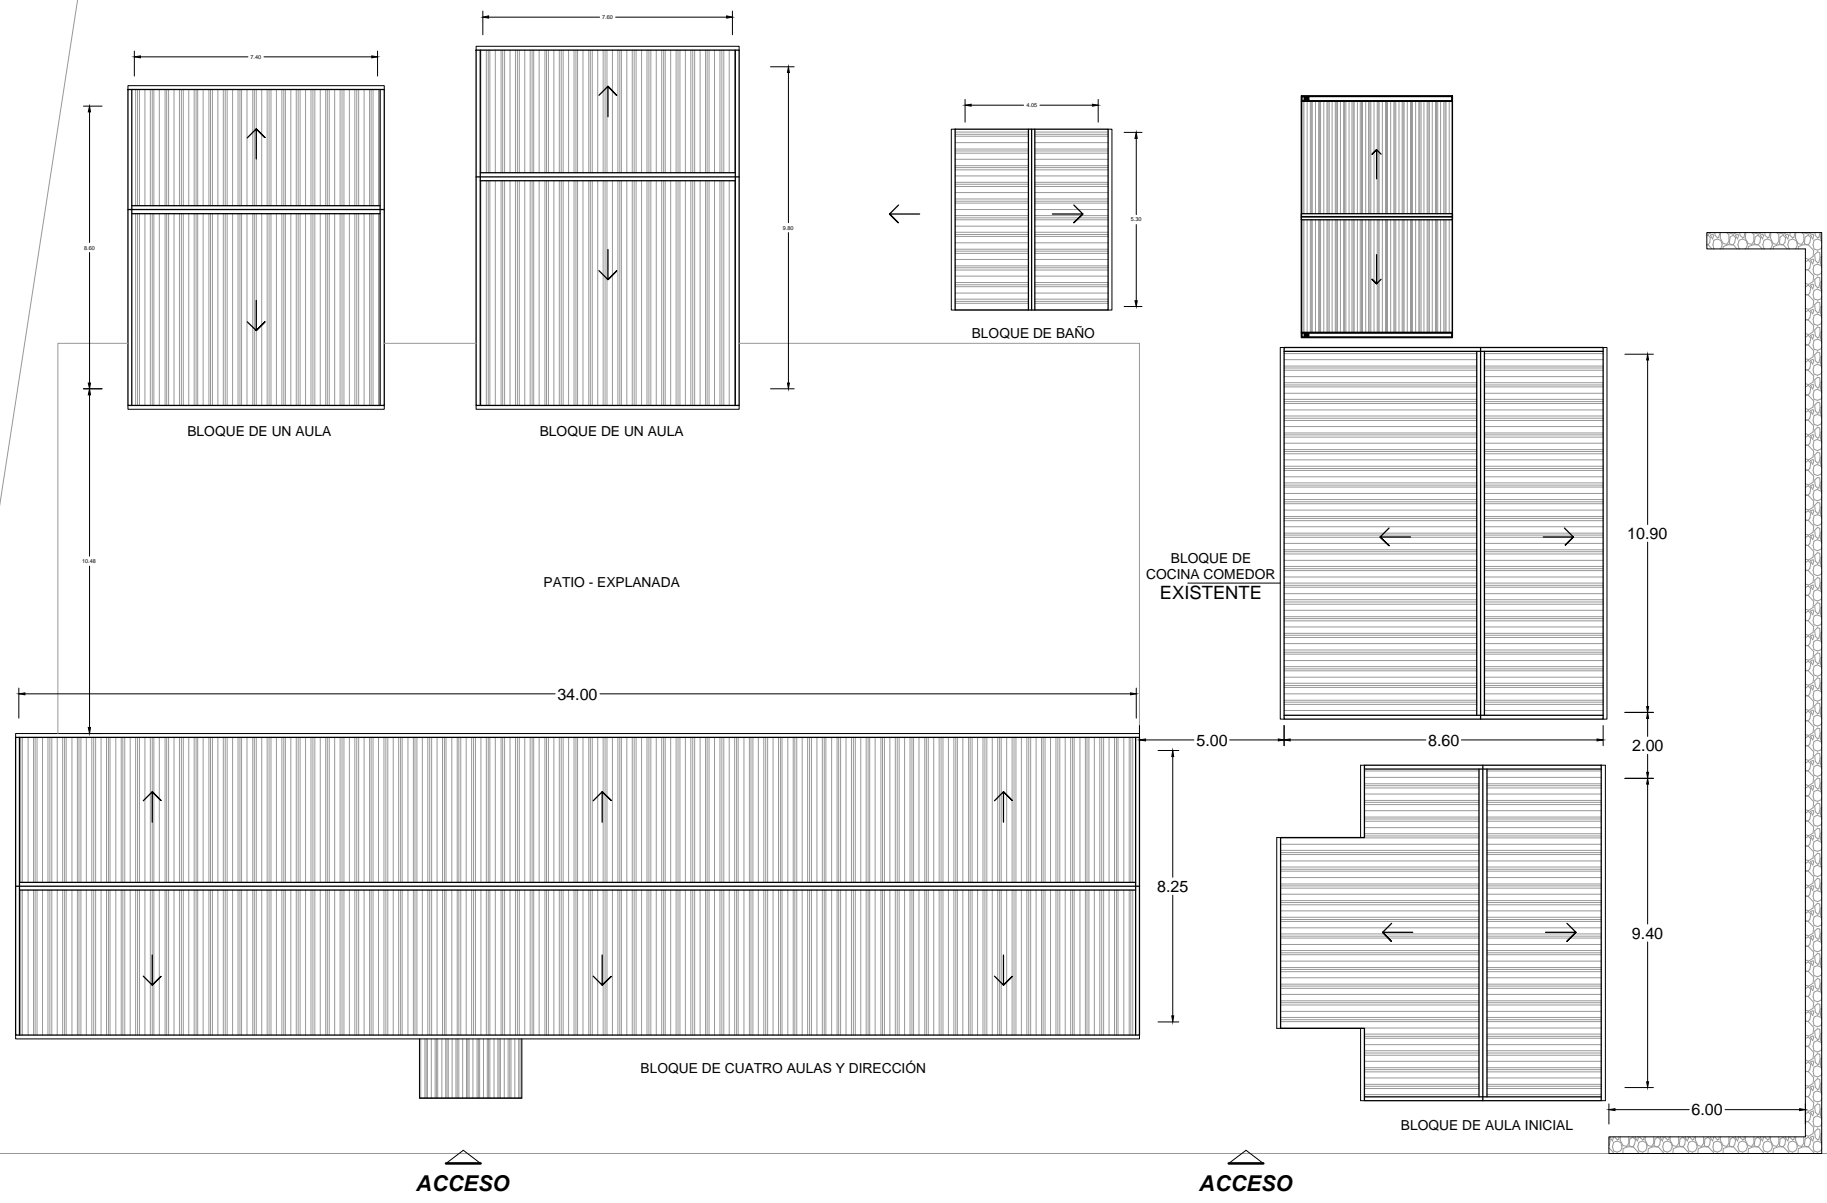 7.60
7.40
4.05
5.30
9.80
8.60
BLOQUE DE BAÑO
BLOQUE DE UN AULA
BLOQUE DE UN AULA
10.90
BLOQUE DE
COCINA COMEDOR
EXISTENTE
10.48
PATIO - EXPLANADA
34.00
5.00
8.60
2.00
8.25
9.40
BLOQUE DE CUATRO AULAS Y DIRECCIÓN
6.00
BLOQUE DE AULA INICIAL
ACCESO
ACCESO